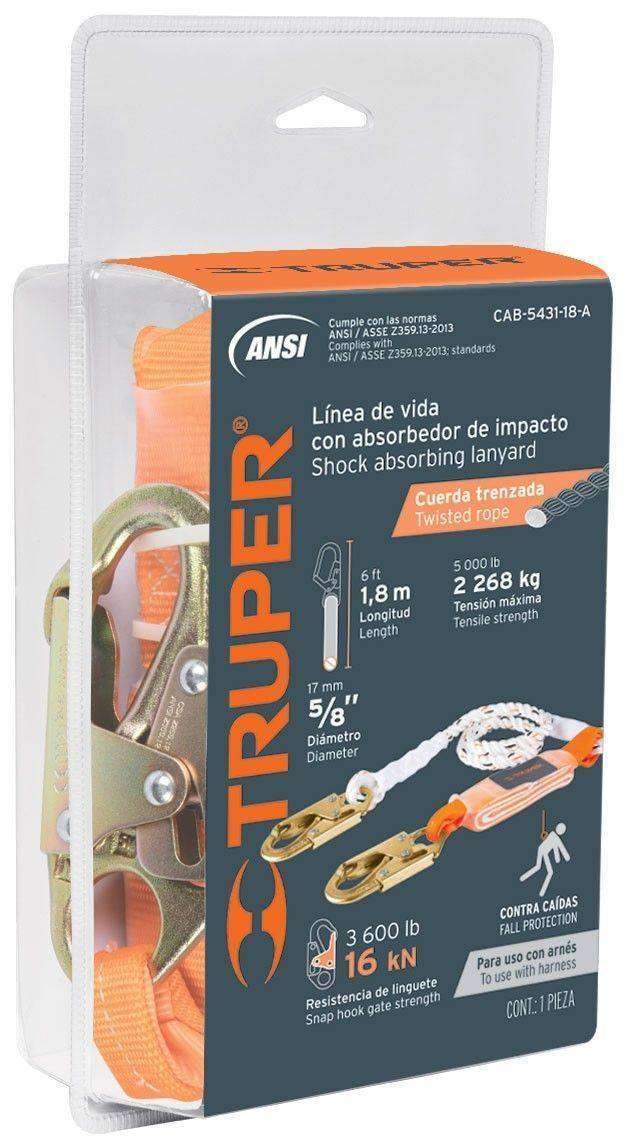 TRUPER
ANSI
Cumple con las normas
ANSI / ASSE Z359.13-2013
Complies with
ANSI / ASSE Z359.13-2013; standards
CAB-5431-18-A
TRUPER®
Línea de vida
con absorbedor de impacto
Shock absorbing lanyard
Cuerda trenzada
Twisted rope
6 ft
1,8 m
Longitud
Length
5 000 lb
2 268 kg
Tensión máxima
Tensile strength
17 mm
5/8"
Diámetro
Diameter
TRUPER
CONTRA CAÍDAS
FALL PROTECTION
3 600 lb
16 kN
Resistencia de linguete
Snap hook gate strength
Para uso con arnés
To use with harness
CONT.: 1 PIEZA